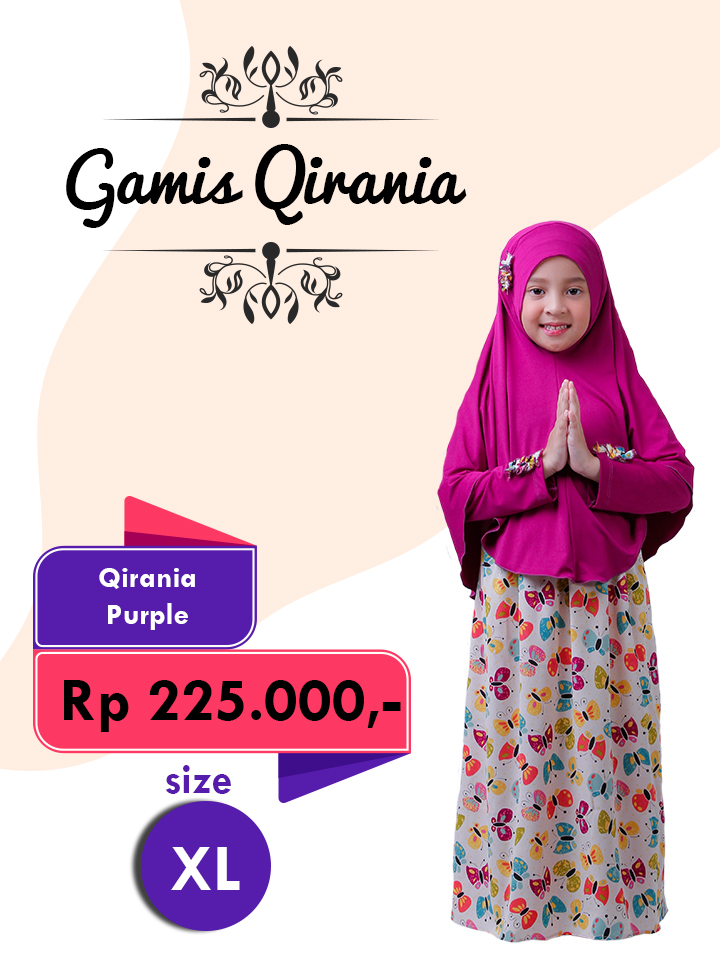 Gamis Qirania
Qirania
Purple
Rp 225.000,-
size
XL